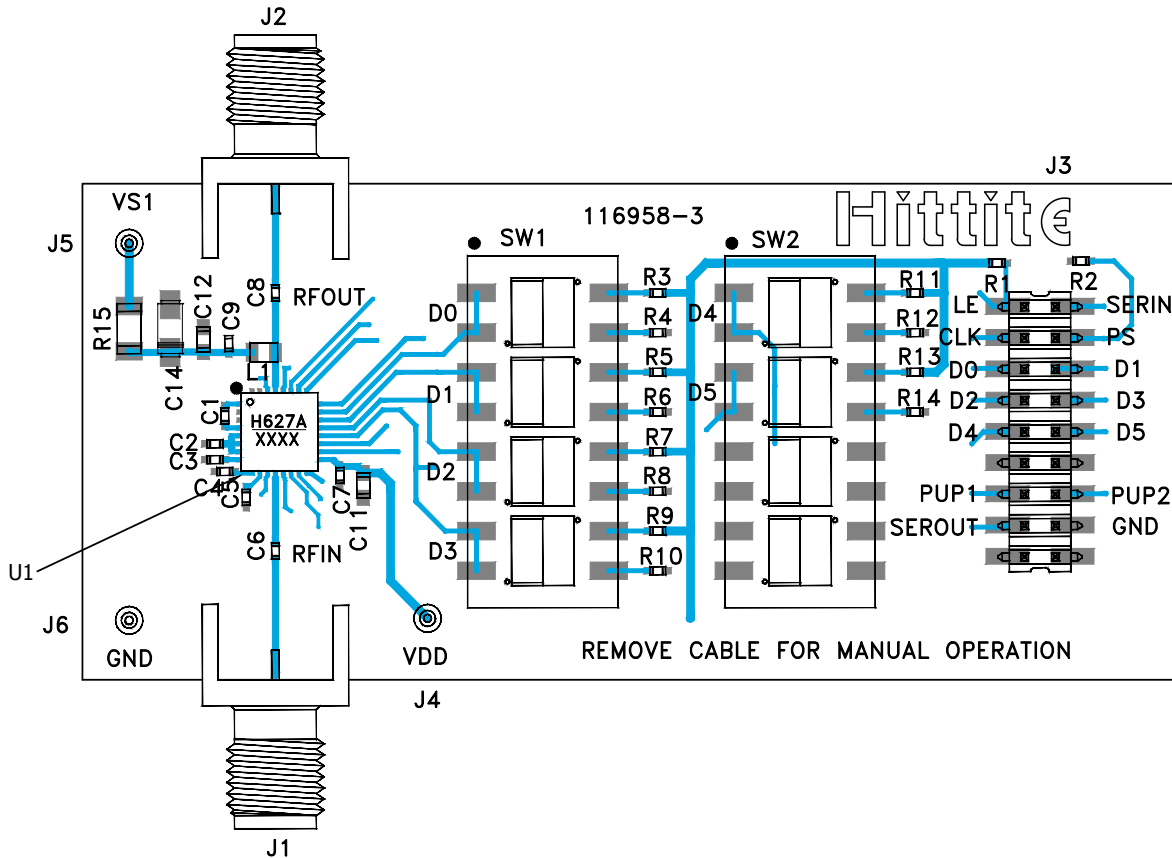 J2
J3
VS1
116958-3
Hittite
J5
SW1
SW2
R15
C14
C12
C9
C8
RFOUT
L1
D0
D1
D2
D3
R3
R4
R5
R6
R7
R8
R9
R10
D4
D5
R11
R12
R13
R14
R1
R2
LE
SERIN
CLK
PS
D0
D1
D2
D3
D4
D5
PUP1
PUP2
SEROUT
GND
H627A
XXXX
C1
C2
C3
C4
C5
C7
C11
C6
RFIN
U1
J6
GND
VDD
REMOVE CABLE FOR MANUAL OPERATION
J4
J1